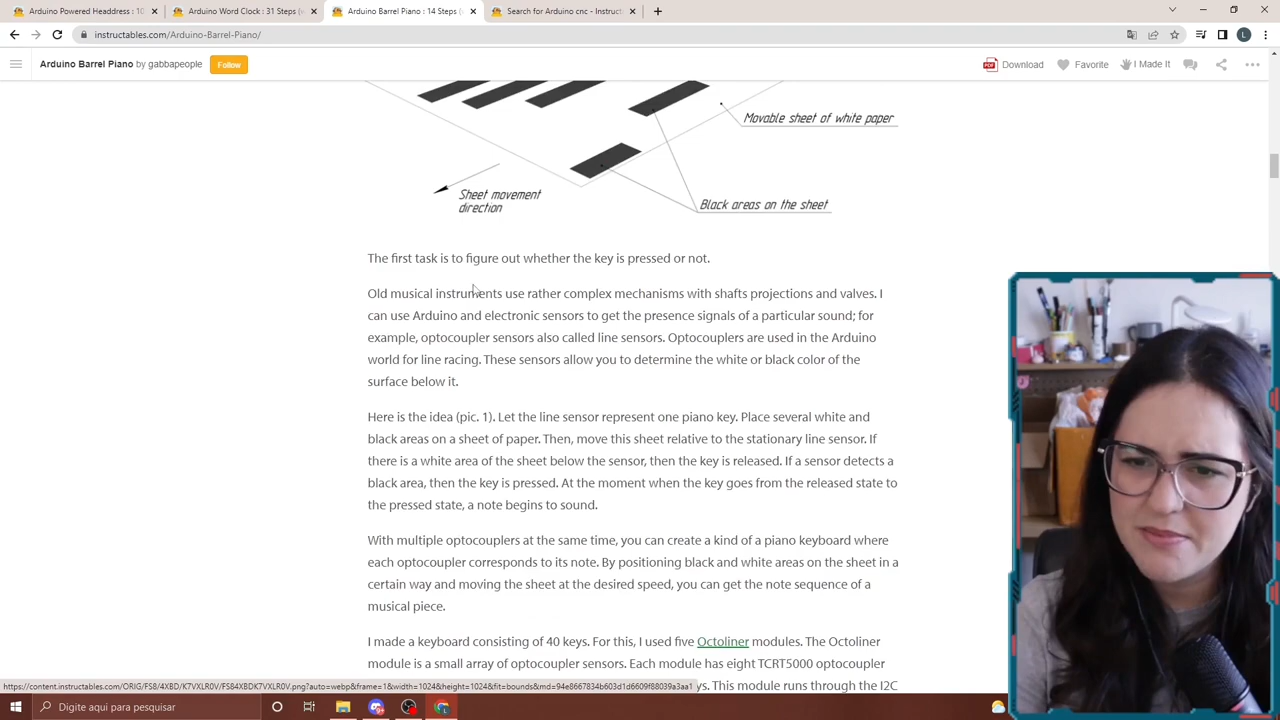 Arduino Powered Headdress : 10
Arduino Word Clock : 31 Steps (w
Arduino Barrel Piano : 14 Steps (
Search for Arduino cnc - Instruct
instructables.com/Arduino-Barrel-Piano/
L
Arduino Barrel Piano by gabbapeople
Follow
PDF
Download
Favorite
I Made It
Movable sheet of white paper
Sheet movement
direction
Black areas on the sheet
The first task is to figure out whether the key is pressed or not.
Old musical instruments use rather complex mechanisms with shafts projections and valves. I
can use Arduino and electronic sensors to get the presence signals of a particular sound; for
example, optocoupler sensors also called line sensors. Optocouplers are used in the Arduino
world for line racing. These sensors allow you to determine the white or black color of the
surface below it.
Here is the idea (pic. 1). Let the line sensor represent one piano key. Place several white and
black areas on a sheet of paper. Then, move this sheet relative to the stationary line sensor. If
there is a white area of the sheet below the sensor, then the key is released. If a sensor detects a
black area, then the key is pressed. At the moment when the key goes from the released state to
the pressed state, a note begins to sound.
With multiple optocouplers at the same time, you can create a kind of a piano keyboard where
each optocoupler corresponds to its note. By positioning black and white areas on the sheet in a
certain way and moving the sheet at the desired speed, you can get the note sequence of a
musical piece.
I made a keyboard consisting of 40 keys. For this, I used five Octoliner modules. The Octoliner
module is a small array of optocoupler sensors. Each module has eight TCRT5000 optocoupler
ys. This module runs through the I2C
Digite aqui para pesquisar